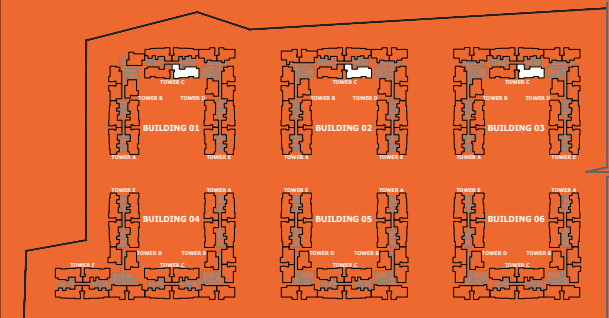 TOWER C TOWER C TOWER C
TOWER B TOWER D TOWER B TOWER D TOWER B TOWER D
BUILDING 01 BUILDING 02 BUILDING 03
TOWER A TOWER E TOWER A TOWER E TOWER A TOWER E
TOWER E TOWER A TOWER E TOWER A TOWER E TOWER A
BUILDING 04 BUILDING 05 BUILDING 06
TOWER D TOWER B TOWER D TOWER B TOWER D TOWER B
TOWER F TOWER C TOWER C TOWER C